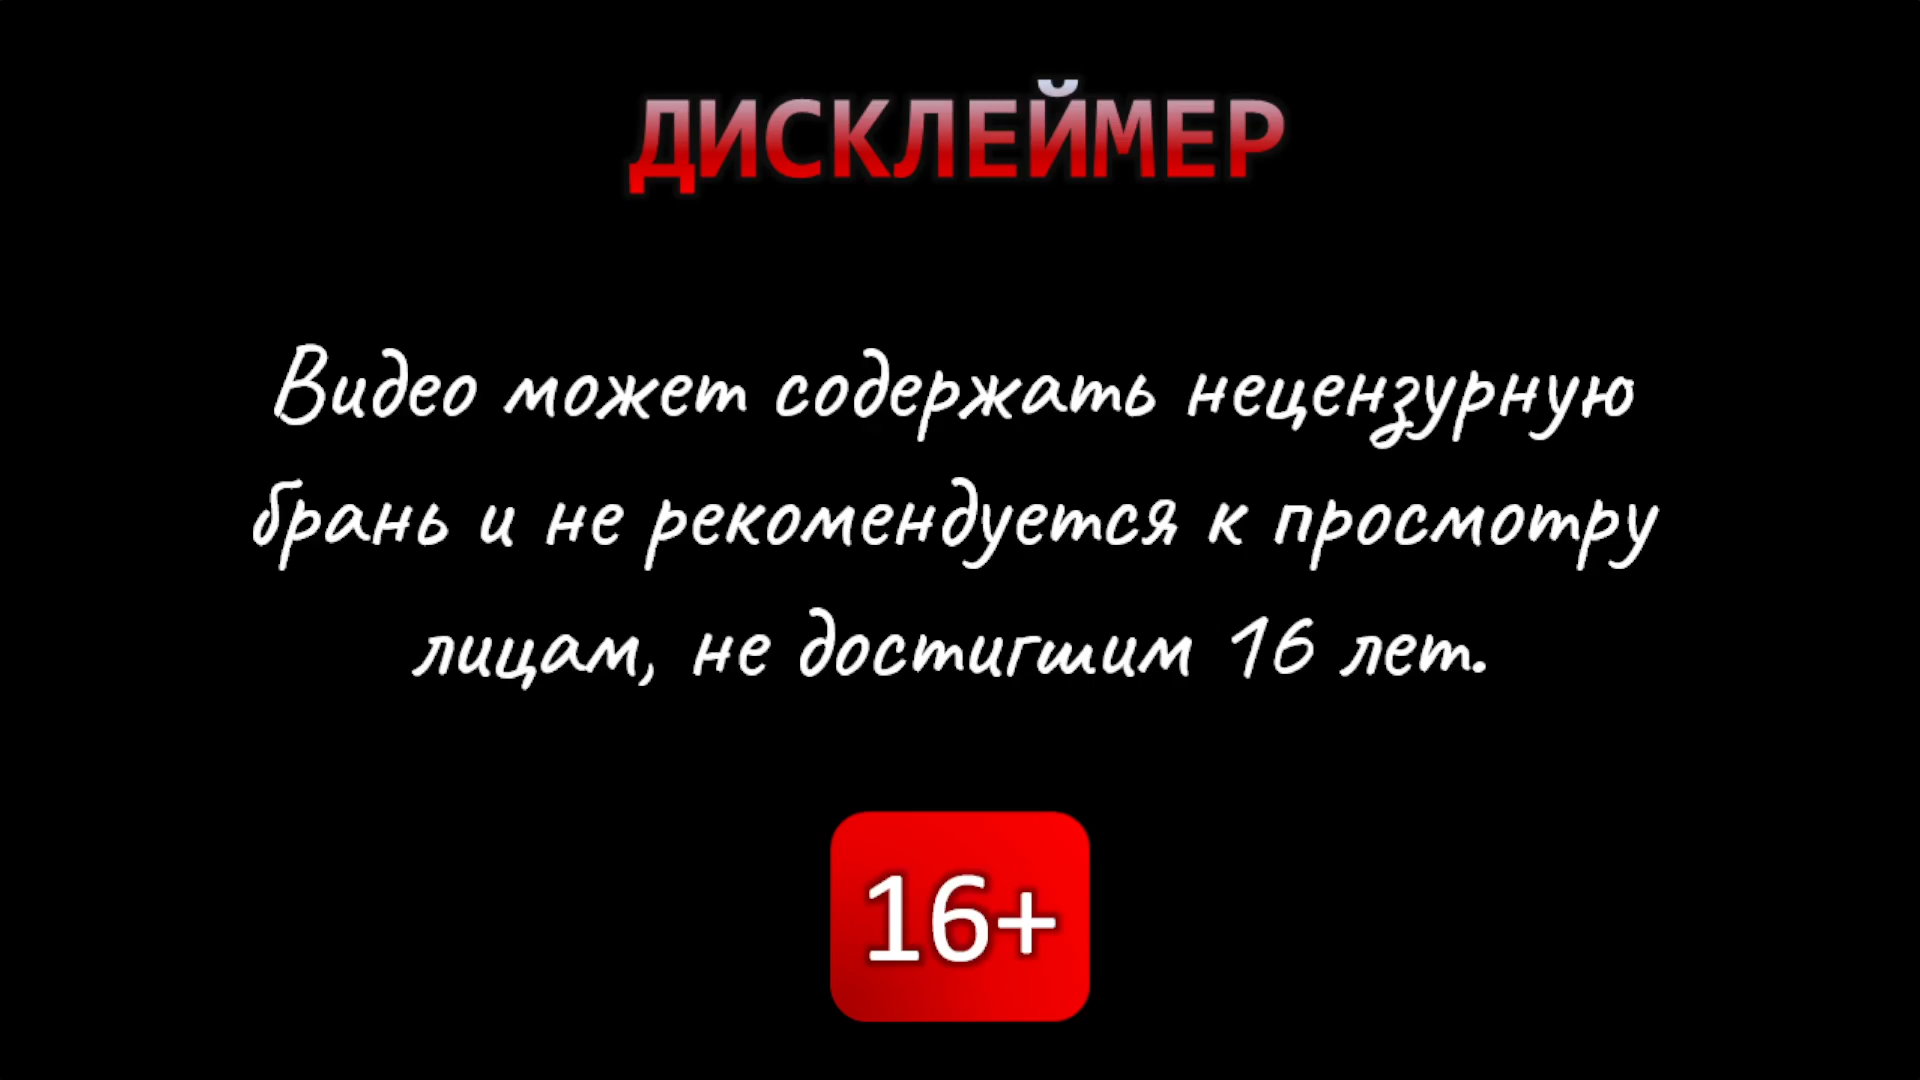 ДИСКЛЕЙМЕР
Видео может содержать нецензурную
брань и не рекомендуется к просмотру
лицам, не достигшим 16 лет.
16+